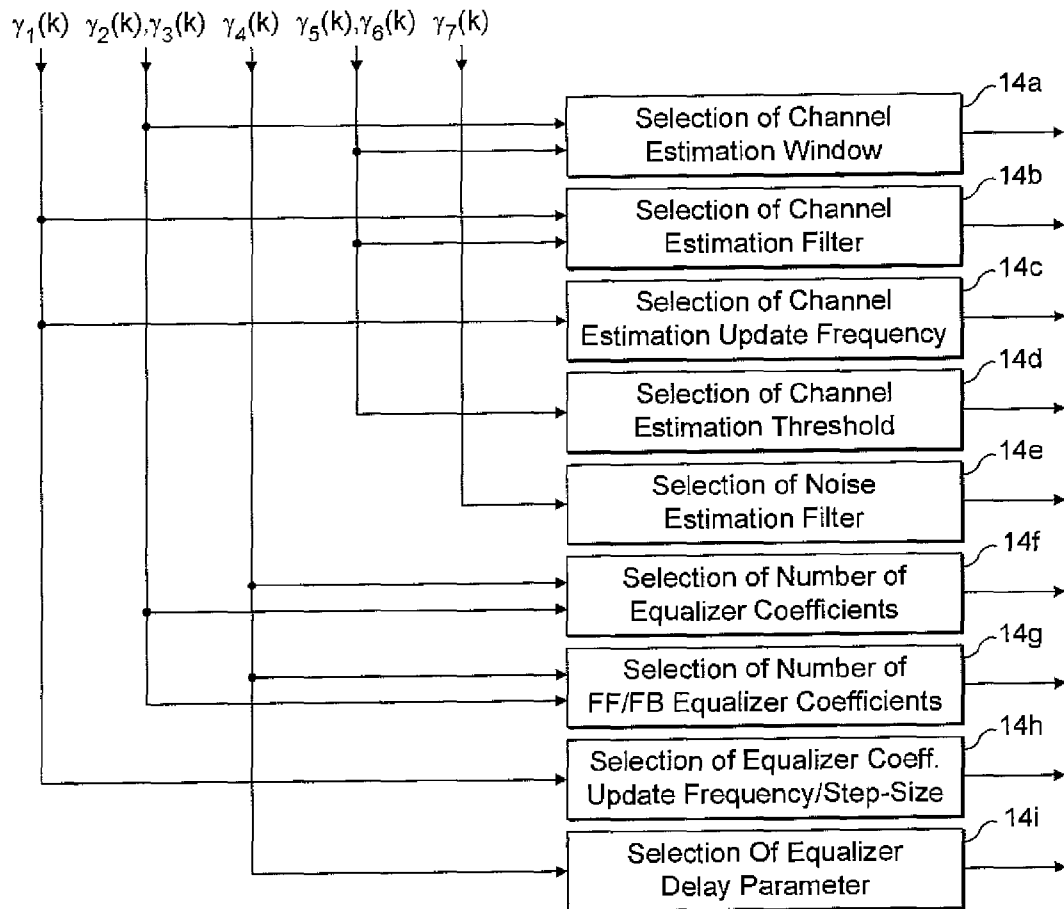 γ1(k) γ2(k),γ3(k) γ4(k) γ5(k),γ6(k) γ7(k)
14a
Selection of Channel
Estimation Window
14b
Selection of Channel
Estimation Filter
14c
Selection of Channel
Estimation Update Frequency
14d
Selection of Channel
Estimation Threshold
14e
Selection of Noise
Estimation Filter
14f
Selection of Number of
Equalizer Coefficients
14g
Selection of Number of
FF/FB Equalizer Coefficients
14h
Selection of Equalizer Coeff.
Update Frequency/Step-Size
14i
Selection Of Equalizer
Delay Parameter